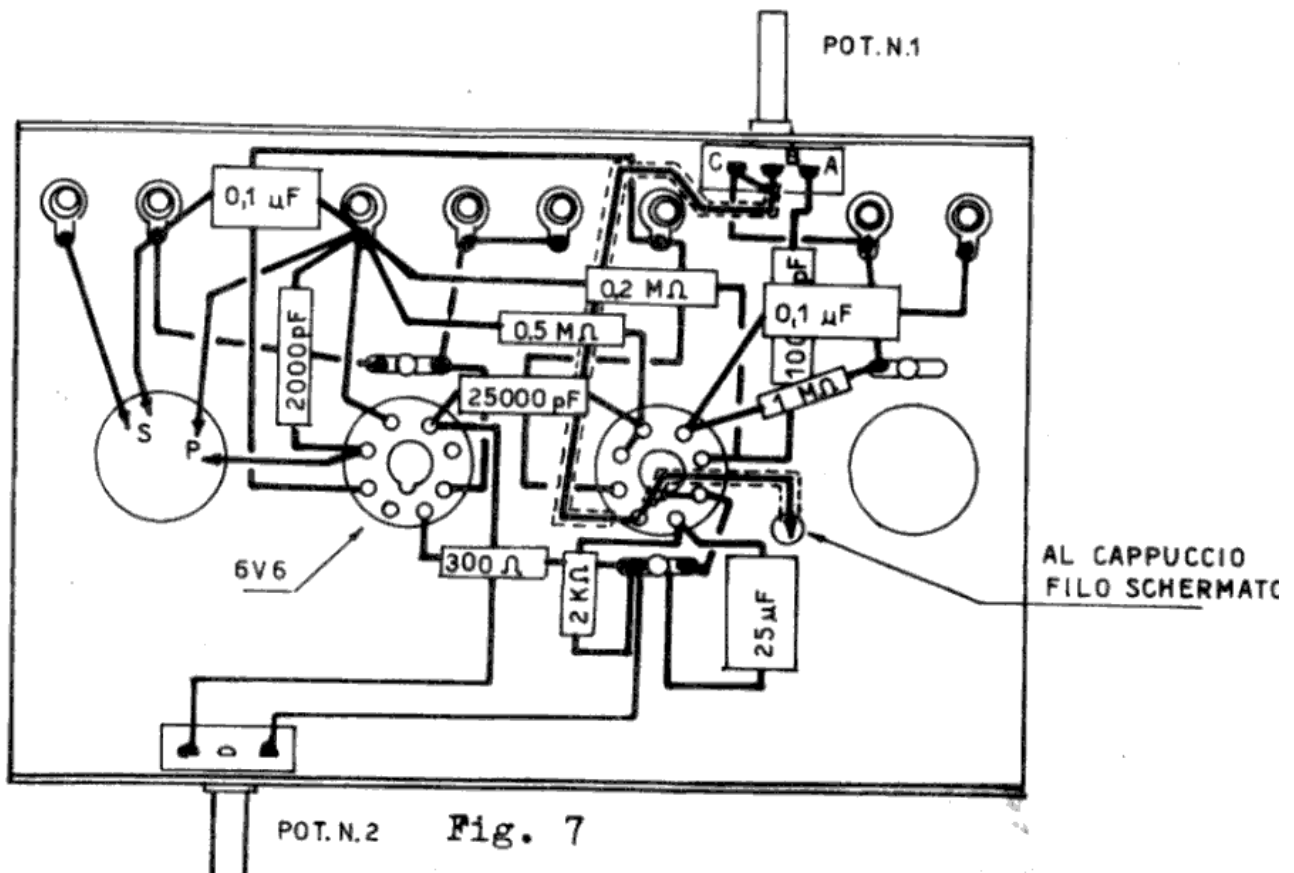 POT.N.1
C B A
0,1 µF
0,2 MΩ
0,1 µF
0,5 MΩ
2000pF
25000 pF
1 MΩ
S
P
6V6
300 Ω
2 KΩ
25µF
AL CAPPUCCIO
FILO SCHERMATO
D
POT.N.2
Fig. 7